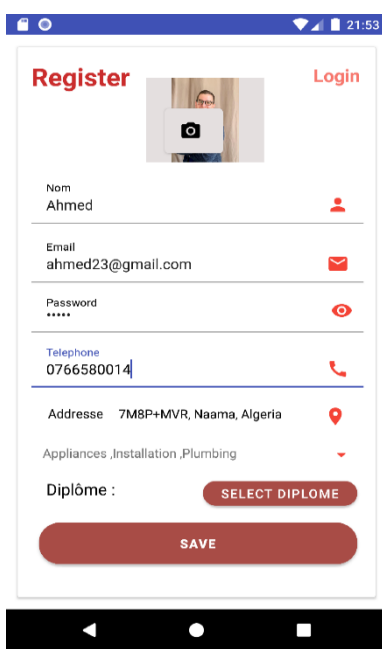 21:53
Register
Login
Nom
Ahmed
Email
ahmed23@gmail.com
Password
•••••
Telephone
0766580014
Addresse 7M8P+MVR, Naama, Algeria
Appliances ,Installation ,Plumbing
Diplôme :
SELECT DIPLOME
SAVE